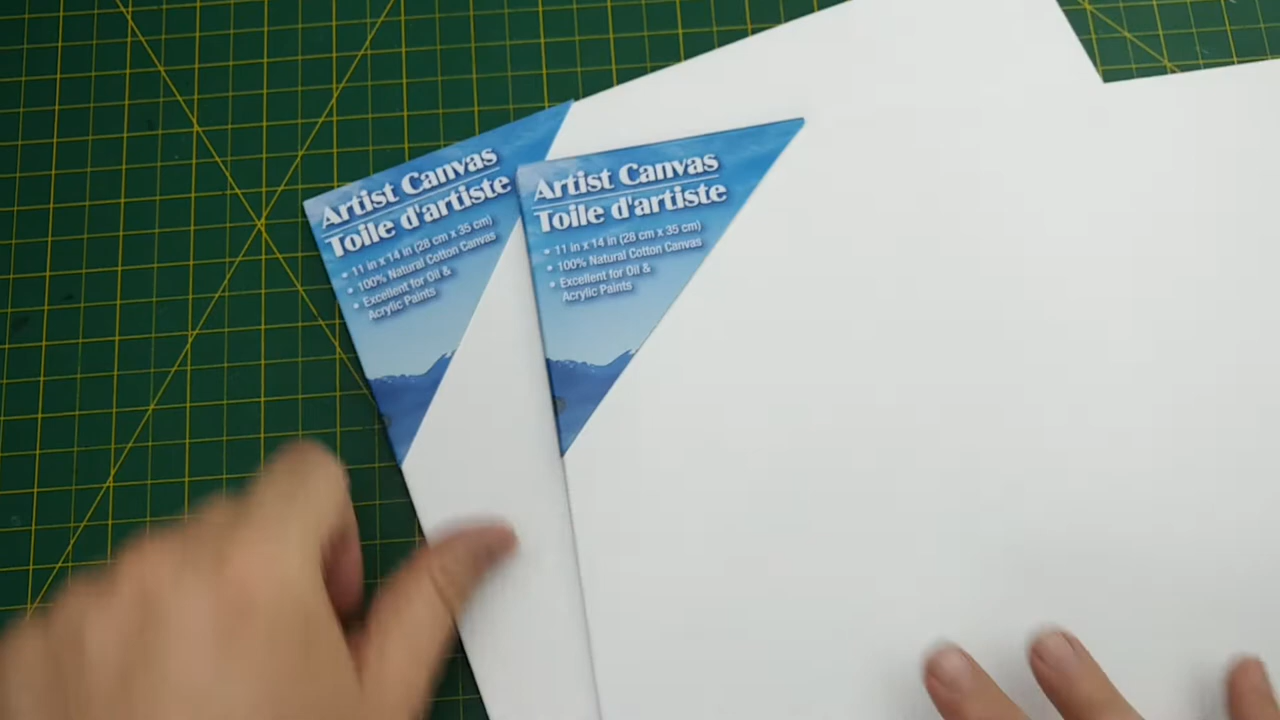 Artist Canvas
Toile d'artiste
• 11 in x 14 in (28 cm x 35 cm)
• 100% Natural Cotton Canvas
• Excellent for Oil &
Acrylic Paints
Artist Canvas
Toile d'artiste
• 11 in x 14 in (28 cm x 35 cm)
• 100% Natural Cotton Canvas
• Excellent for Oil &
Acrylic Paints